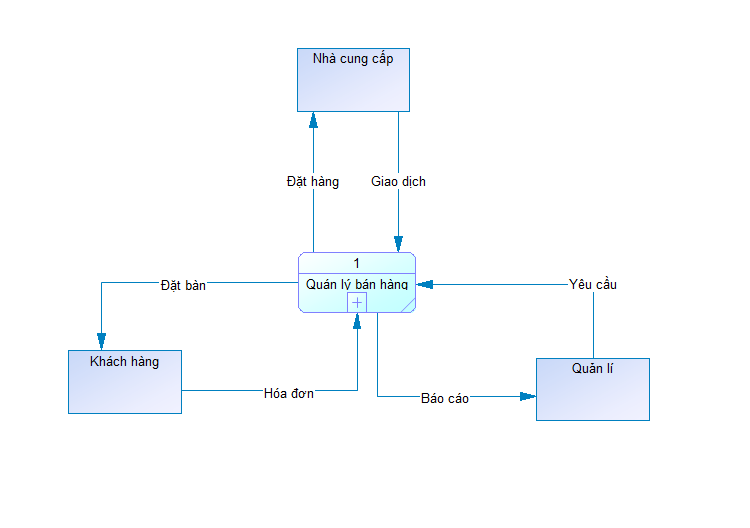 Nhà cung cấp
Đặt hàng
Giao dịch
1
Quán lý bán hàng
Đặt bàn
Yêu cầu
Khách hàng
Quản lí
Hóa đơn
Báo cáo